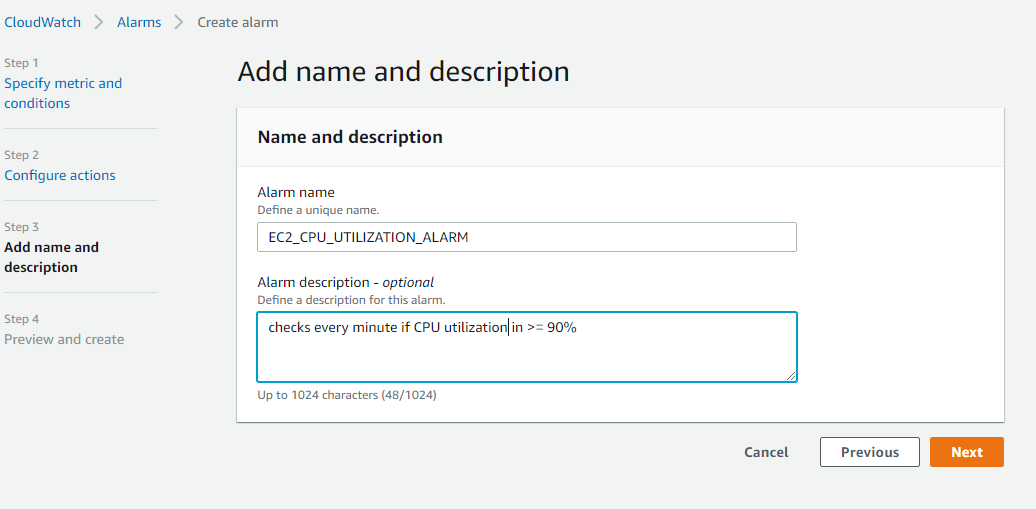 CloudWatch > Alarms > Create alarm
Step 1
Specify metric and
conditions
Step 2
Configure actions
Step 3
Add name and
description
Step 4
Preview and create
Add name and description
Name and description
Alarm name
Define a unique name.
EC2_CPU_UTILIZATION_ALARM
Alarm description - optional
Define a description for this alarm.
checks every minute if CPU utilization in >= 90%
Up to 1024 characters (48/1024)
Cancel Previous Next